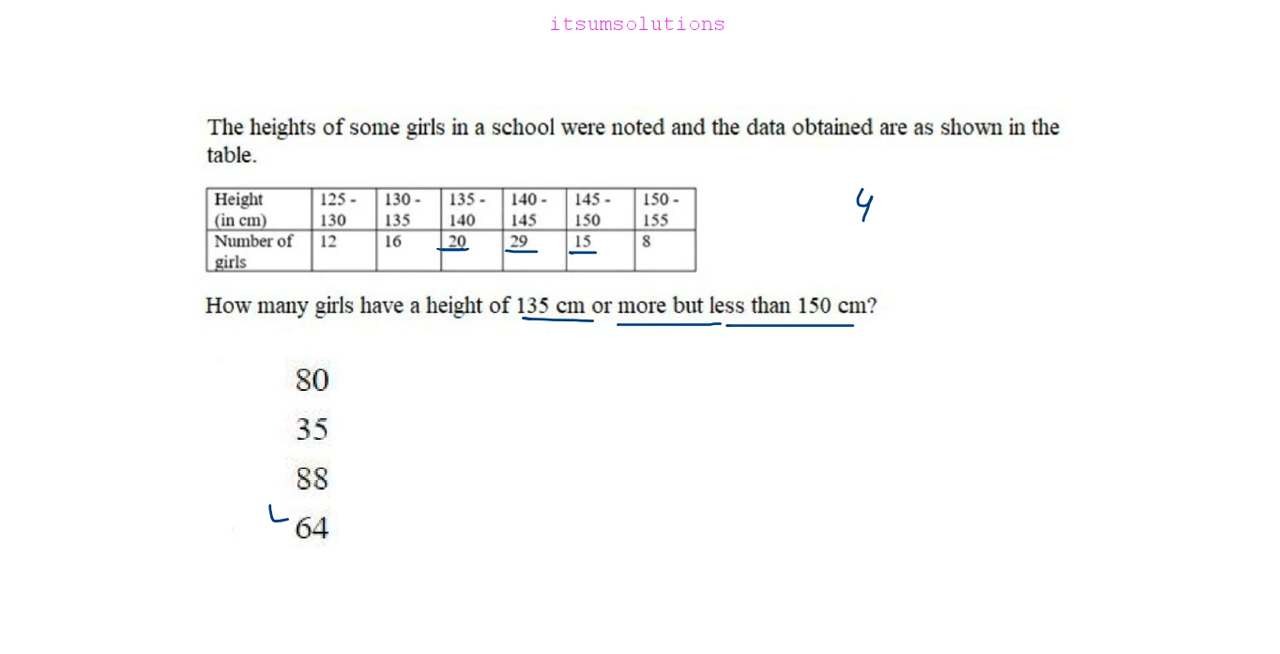 itsumsolutions
The heights of some girls in a school were noted and the data obtained are as shown in the
table.
Height (in cm) 125 - 130 130 - 135 135 - 140 140 - 145 145 - 150 150 - 155
Number of girls 12 16 20 29 15 8
4
How many girls have a height of 135 cm or more but less than 150 cm?
80
35
88
64